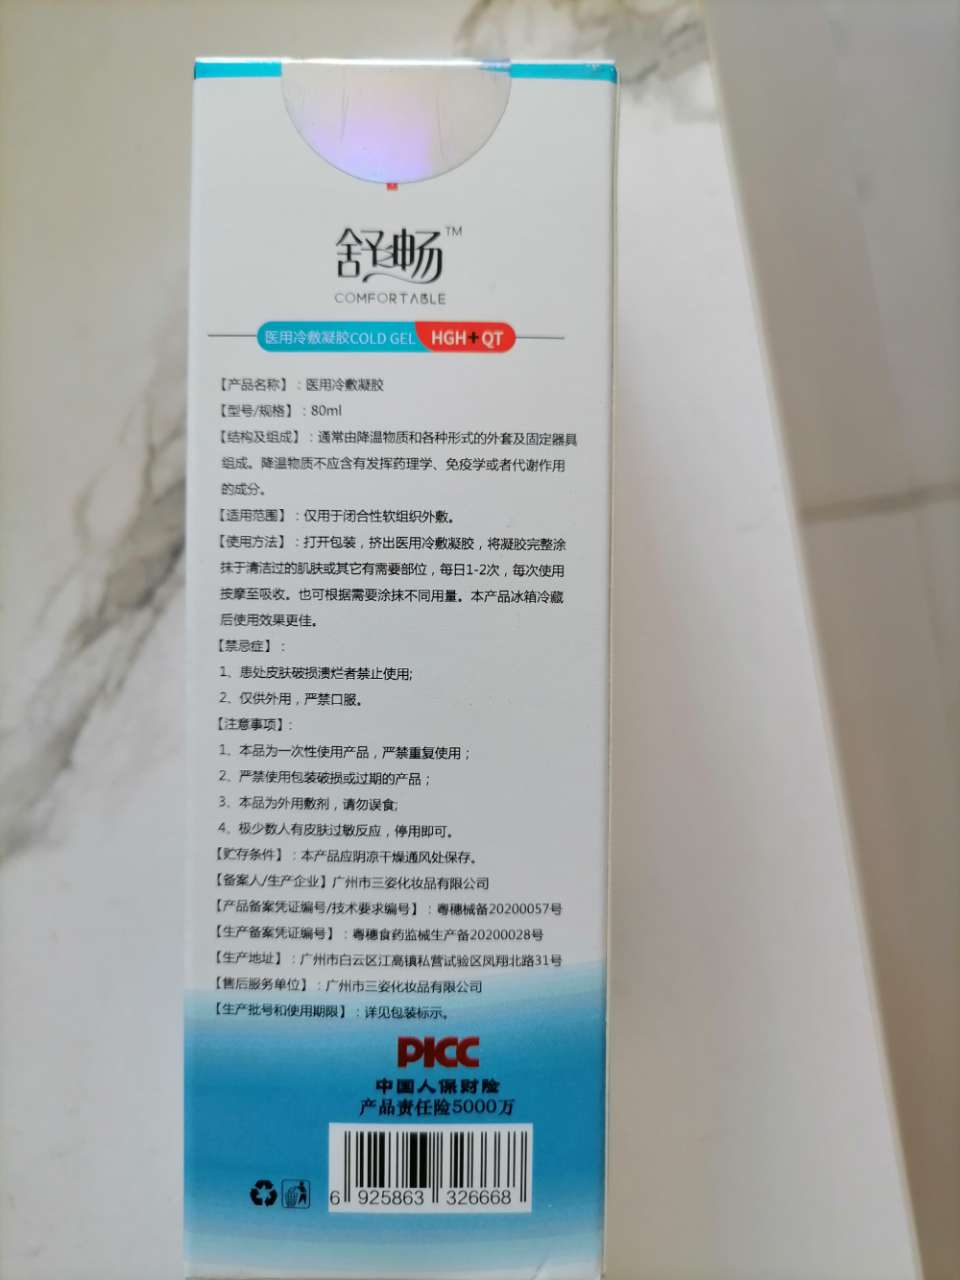 舒畅™
COMFORTABLE
医用冷敷凝胶COLD GEL HGH+QT
【产品名称】：医用冷敷凝胶
【型号/规格】：80ml
【结构及组成】：通常由降温物质和各种形式的外套及固定器具
组成。降温物质不应含有发挥药理学、免疫学或者代谢作用
的成分。
【适用范围】：仅用于闭合性软组织外敷。
【使用方法】：打开包装，挤出医用冷敷凝胶，将凝胶完整涂
抹于清洁过的肌肤或其它有需要部位，每日1-2次，每次使用
按摩至吸收。也可根据需要涂抹不同用量。本产品冰箱冷藏
后使用效果更佳。
【禁忌症】：
1、患处皮肤破损溃烂者禁止使用;
2、仅供外用，严禁口服。
【注意事项】:
1、本品为一次性使用产品，严禁重复使用；
2、严禁使用包装破损或过期的产品；
3、本品为外用敷剂，请勿误食;
4、极少数人有皮肤过敏反应，停用即可。
【贮存条件】：本产品应阴凉干燥通风处保存。
【备案人/生产企业】广州市三姿化妆品有限公司
【产品备案凭证编号/技术要求编号】：粤穗械备20200057号
【生产备案凭证编号】：粤穗食药监械生产备20200028号
【生产地址】：广州市白云区江高镇私营试验区凤翔北路31号
【售后服务单位】：广州市三姿化妆品有限公司
【生产批号和使用期限】：详见包装标示。
PICC
中国人保财险
产品责任险5000万
6 925863 326668